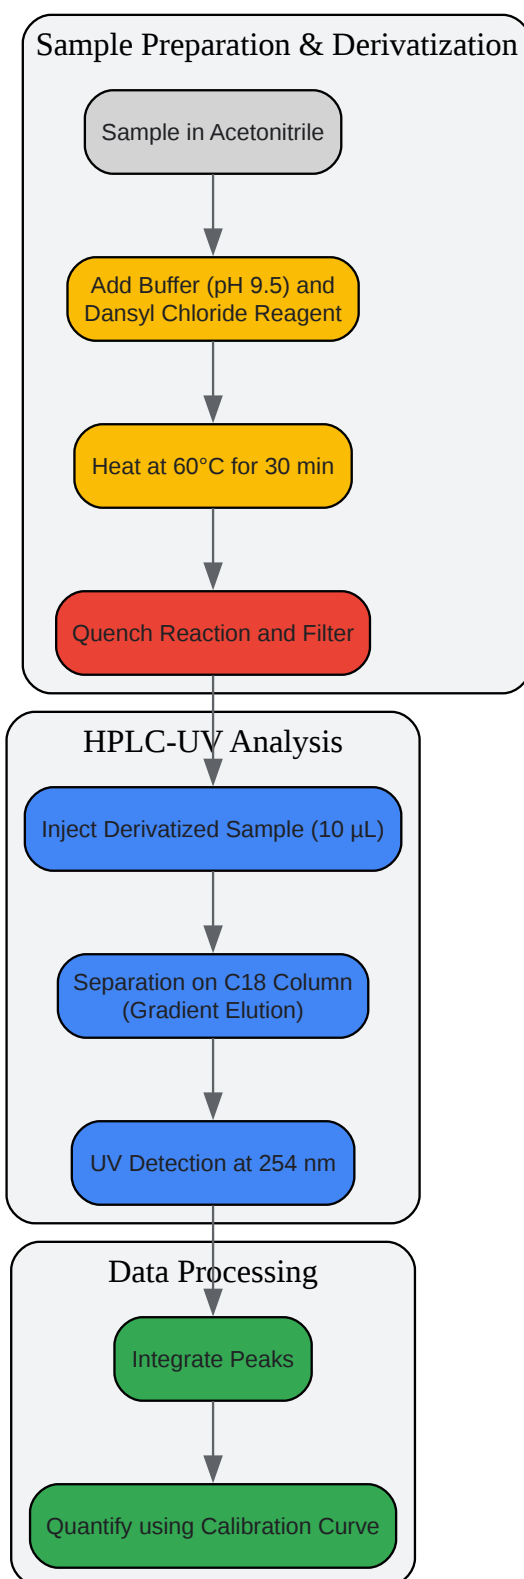 Sample Preparation & Derivatization
Sample in Acetonitrile
Add Buffer (pH 9.5) and
Dansyl Chloride Reagent
Heat at 60°C for 30 min
Quench Reaction and Filter
HPLC-UV Analysis
Inject Derivatized Sample (10 µL)
Separation on C18 Column
(Gradient Elution)
UV Detection at 254 nm
Data Processing
Integrate Peaks
Quantify using Calibration Curve